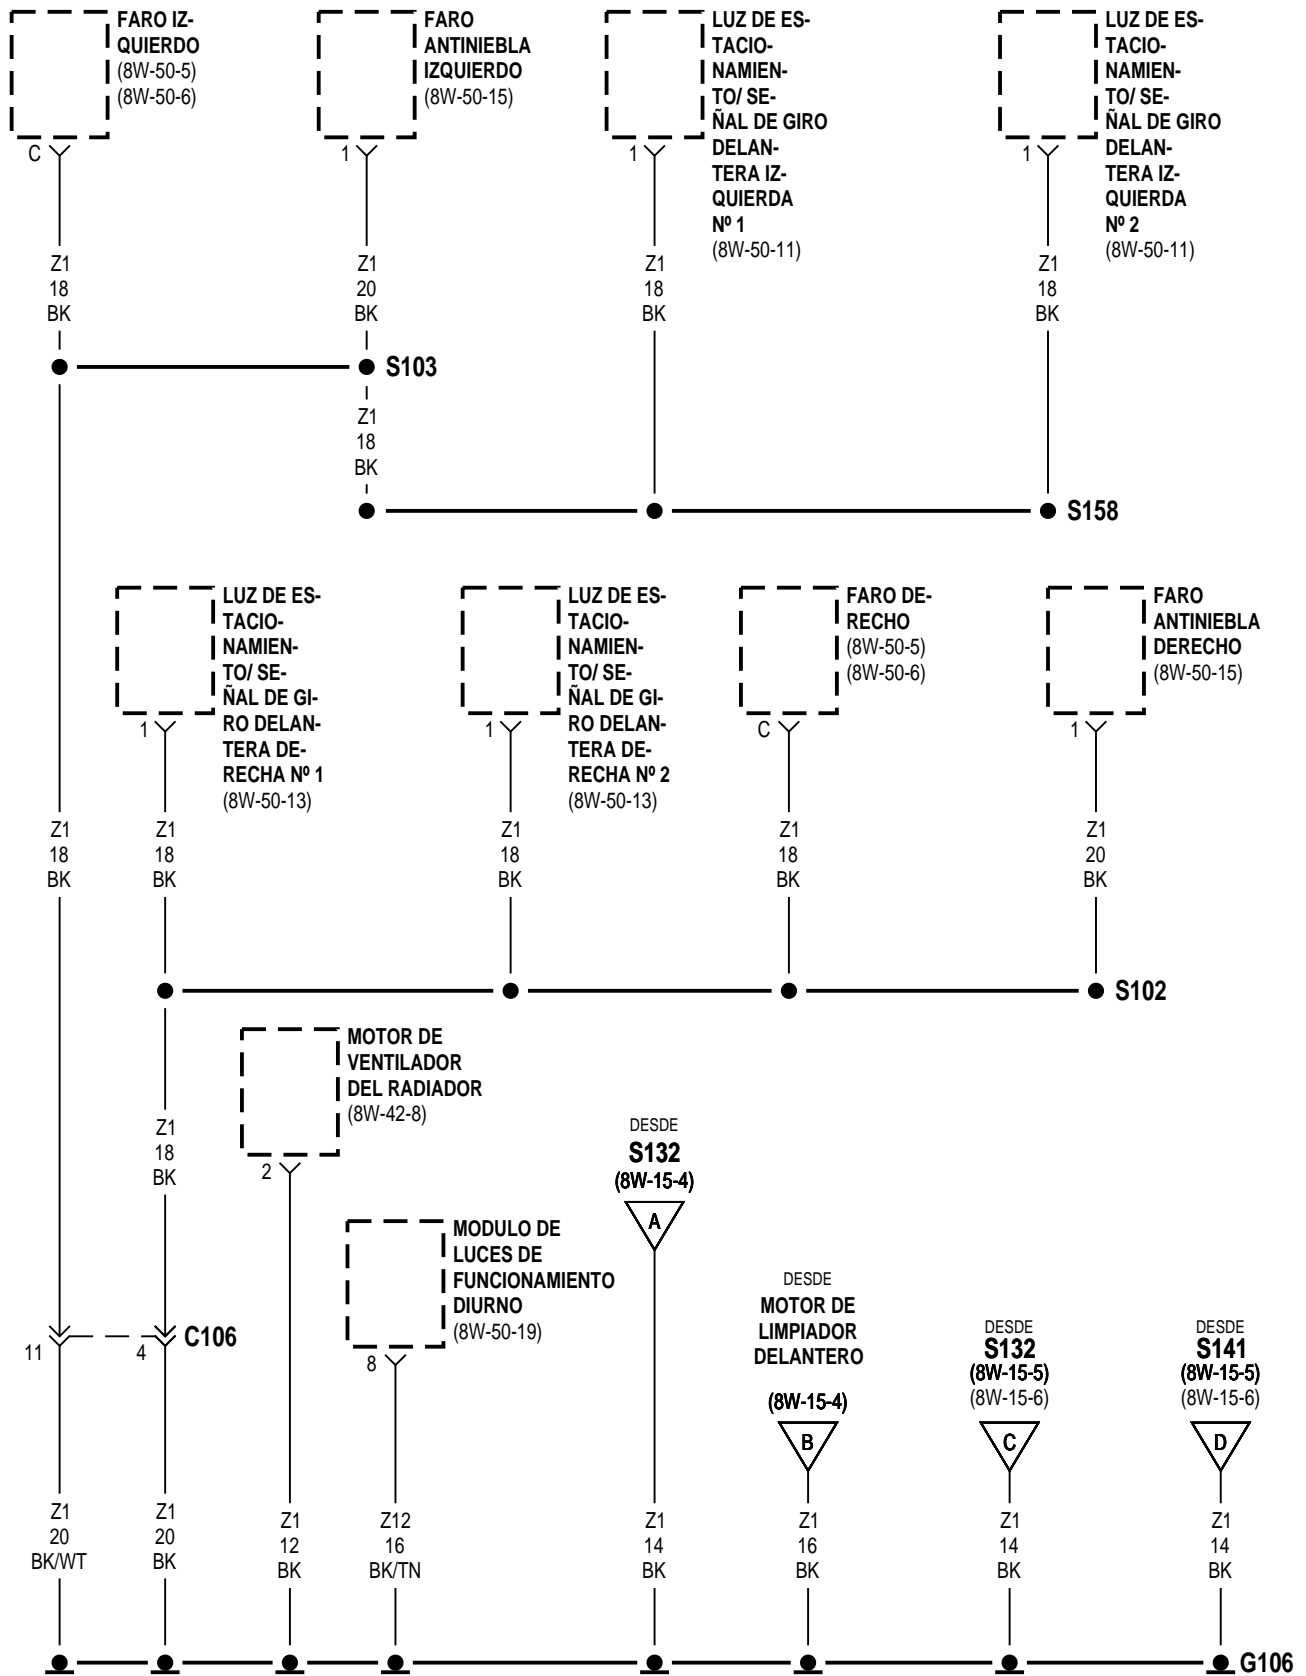 FARO IZ-
QUIERDO
(8W-50-5)
(8W-50-6)
C
FARO
ANTINIEBLA
IZQUIERDO
(8W-50-15)
1
LUZ DE ES-
TACIO-
NAMIEN-
TO/ SE-
ÑAL DE GIRO
DELAN-
TERA IZ-
QUIERDA
Nº 1
(8W-50-11)
1
LUZ DE ES-
TACIO-
NAMIEN-
TO/ SE-
ÑAL DE GIRO
DELAN-
TERA IZ-
QUIERDA
Nº 2
(8W-50-11)
1
Z1
18
BK
Z1
20
BK
Z1
18
BK
Z1
18
BK
S103
Z1
18
BK
S158
LUZ DE ES-
TACIO-
NAMIEN-
TO/ SE-
ÑAL DE GI-
RO DELAN-
TERA DE-
RECHA Nº 1
(8W-50-13)
1
LUZ DE ES-
TACIO-
NAMIEN-
TO/ SE-
ÑAL DE GI-
RO DELAN-
TERA DE-
RECHA Nº 2
(8W-50-13)
1
FARO DE-
RECHO
(8W-50-5)
(8W-50-6)
C
FARO
ANTINIEBLA
DERECHO
(8W-50-15)
1
Z1
18
BK
Z1
18
BK
Z1
18
BK
Z1
18
BK
Z1
20
BK
S102
MOTOR DE
VENTILADOR
DEL RADIADOR
(8W-42-8)
2
Z1
18
BK
DESDE
S132
(8W-15-4)
A
MODULO DE
LUCES DE
FUNCIONAMIENTO
DIURNO
(8W-50-19)
8
DESDE
MOTOR DE
LIMPIADOR
DELANTERO
(8W-15-4)
B
DESDE
S132
(8W-15-5)
(8W-15-6)
C
DESDE
S141
(8W-15-5)
(8W-15-6)
D
11
4
C106
Z1
20
BK/WT
Z1
20
BK
Z1
12
BK
Z12
16
BK/TN
Z1
14
BK
Z1
16
BK
Z1
14
BK
Z1
14
BK
G106